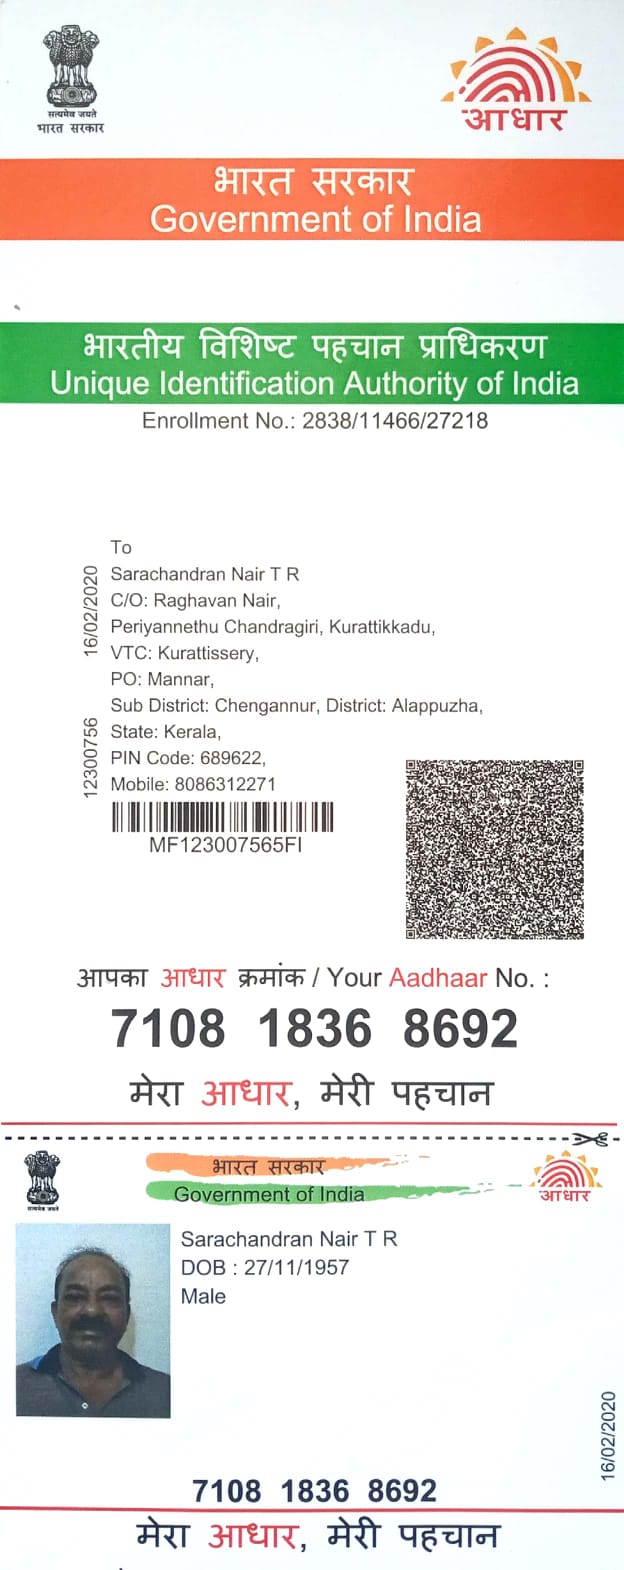 सत्यमेव जयते
भारत सरकार
आधार
भारत सरकार
Government of India
भारतीय विशिष्ट पहचान प्राधिकरण
Unique Identification Authority of India
Enrollment No.: 2838/11466/27218
To
Sarachandran Nair T R
C/O: Raghavan Nair,
Periyannethu Chandragiri, Kurattikkadu,
VTC: Kurattissery,
PO: Mannar,
Sub District: Chengannur, District: Alappuzha,
State: Kerala,
PIN Code: 689622,
Mobile: 8086312271
16/02/2020
12300756
MF123007565FI
आपका आधार क्रमांक / Your Aadhaar No. :
7108 1836 8692
मेरा आधार, मेरी पहचान
सत्यमेव जयते
भारत सरकार
Government of India
आधार
Sarachandran Nair T R
DOB : 27/11/1957
Male
16/02/2020
7108 1836 8692
मेरा आधार, मेरी पहचान